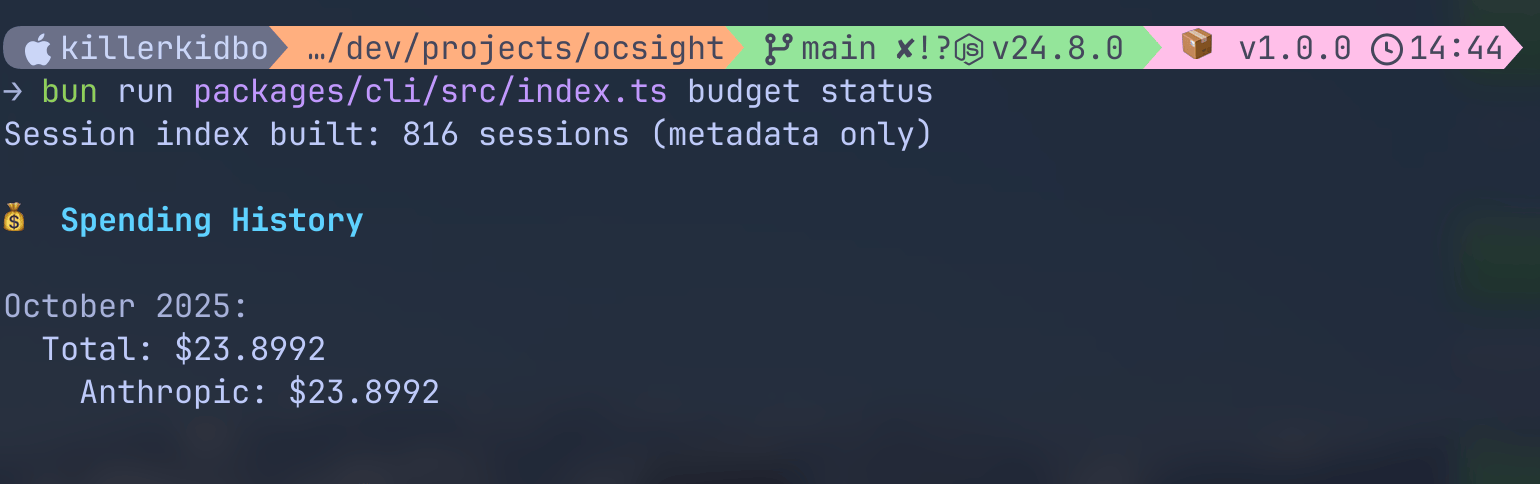 killerkidbo …/dev/projects/ocsight main ✘!? v24.8.0 📦 v1.0.0 14:44
→ bun run packages/cli/src/index.ts budget status
Session index built: 816 sessions (metadata only)
💰 Spending History
October 2025:
Total: $23.8992
Anthropic: $23.8992